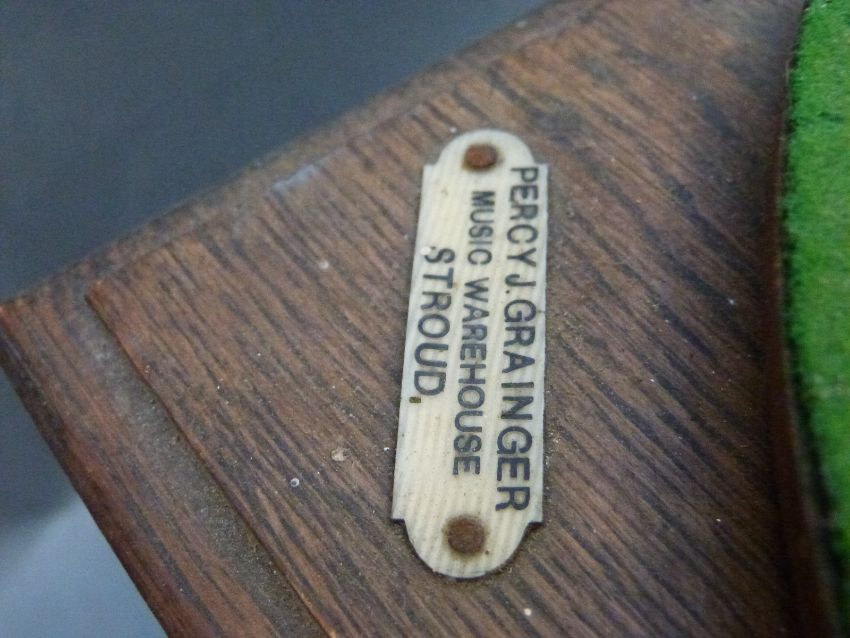 PERCY J. GRAINGER
MUSIC WAREHOUSE
STROUD.